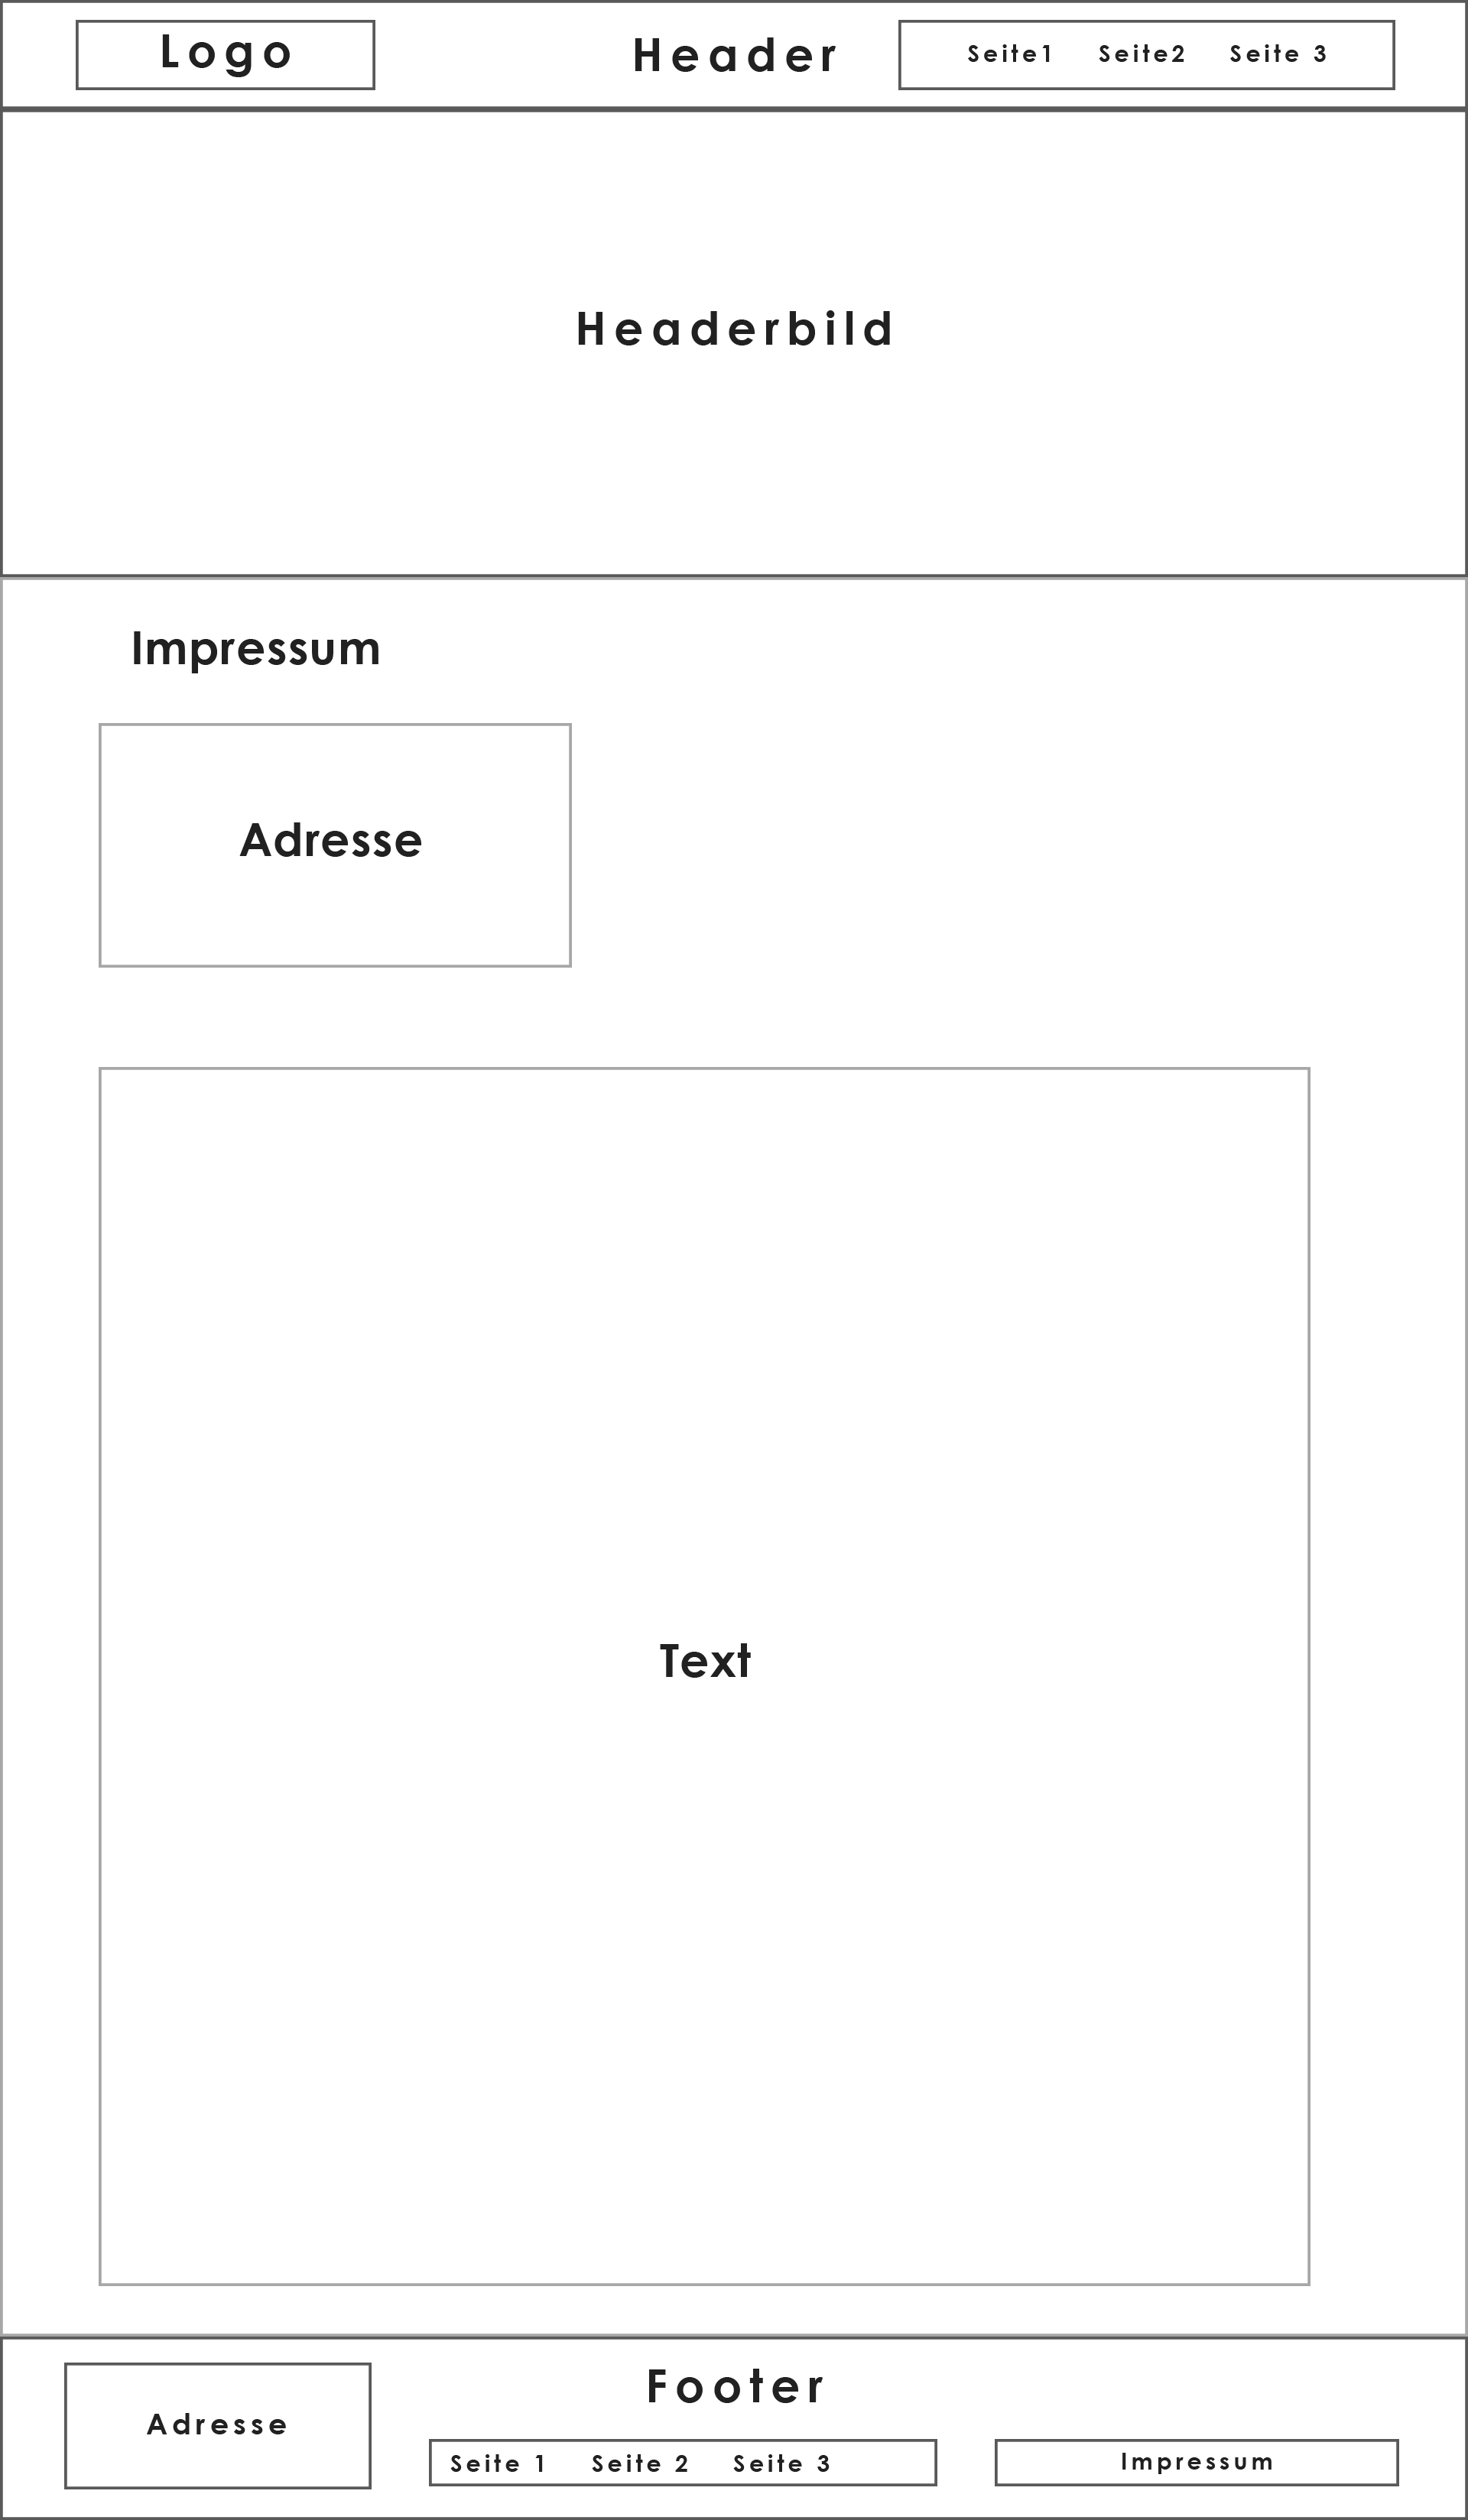 Logo
Header
Seite1 Seite2 Seite 3
Headerbild
Impressum
Adresse
Text
Footer
Adresse
Seite 1 Seite 2 Seite 3
Impressum